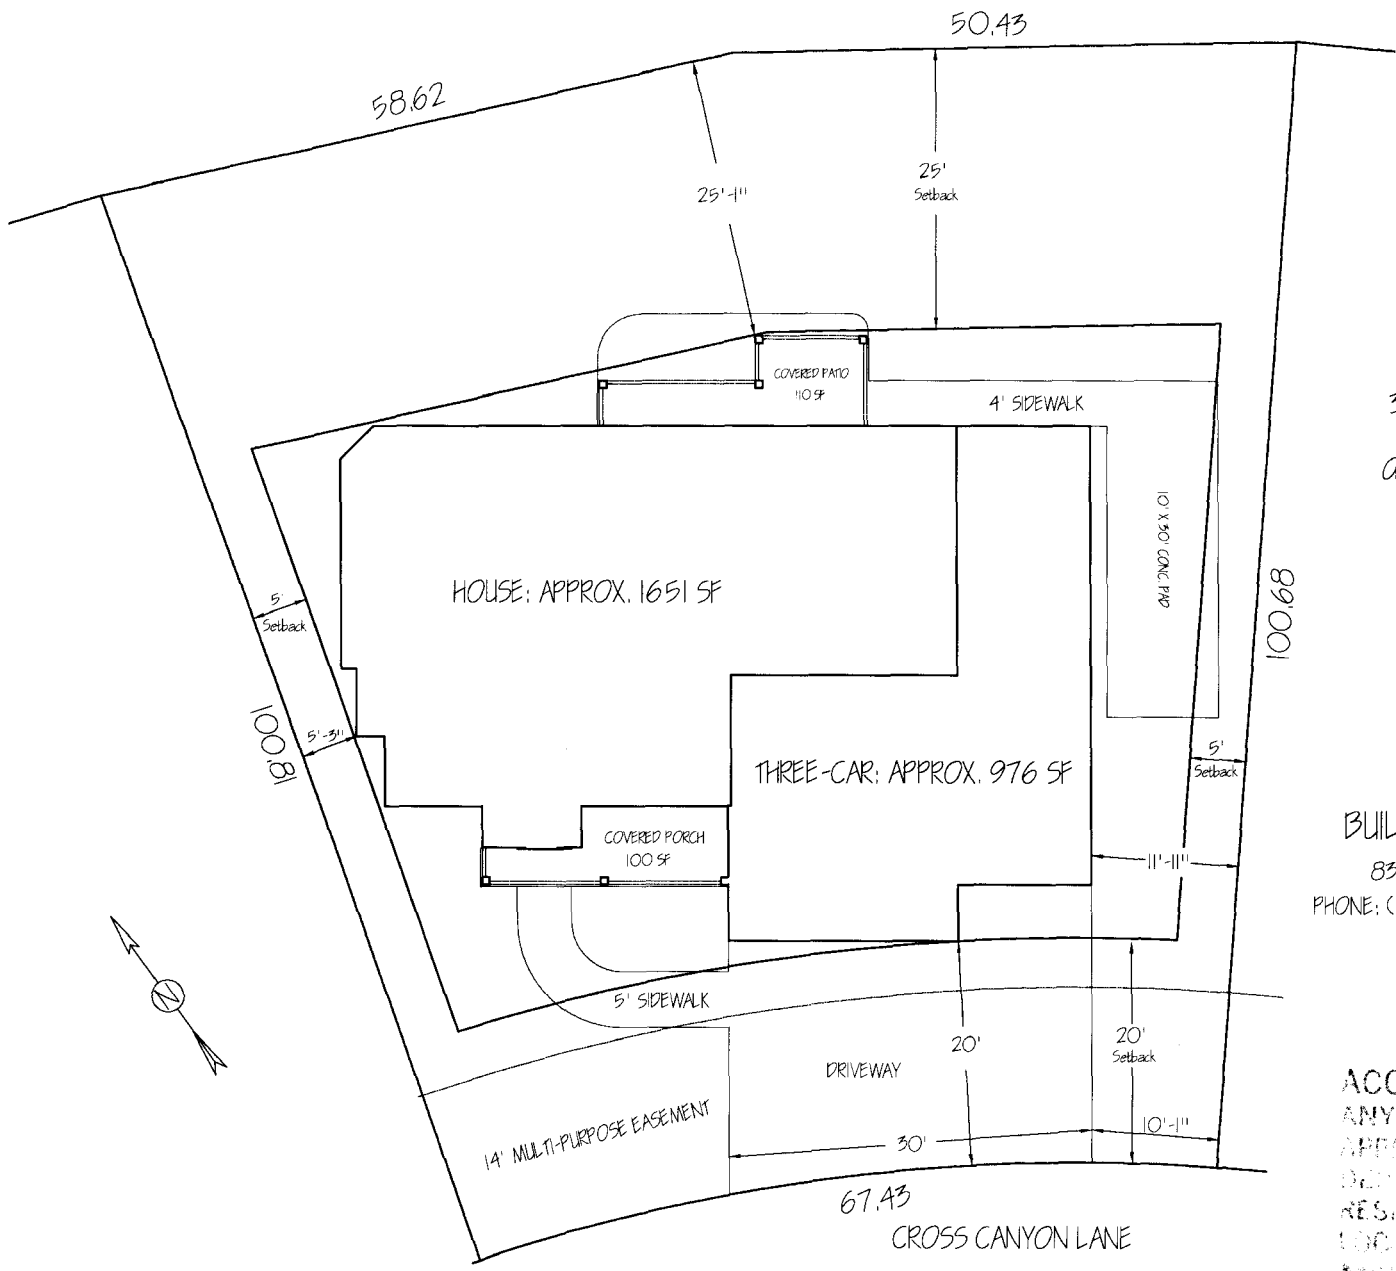 50.43
58.62
25'
Setback
25'-1"
COVERED PATIO
110 SF
4' SIDEWALK
10' X 30' CONC. PAD
HOUSE: APPROX. 1651 SF
5'
Setback
100.68
100.81
5'-3"
THREE-CAR: APPROX. 976 SF
5'
Setback
COVERED PORCH
100 SF
BUIL
11'-11"
83
PHONE: (
N
5' SIDEWALK
20'
20'
Setback
DRIVEWAY
14' MULTI-PURPOSE EASEMENT
30'
10'-1"
67.43
CROSS CANYON LANE
ACC
ANY
RES.